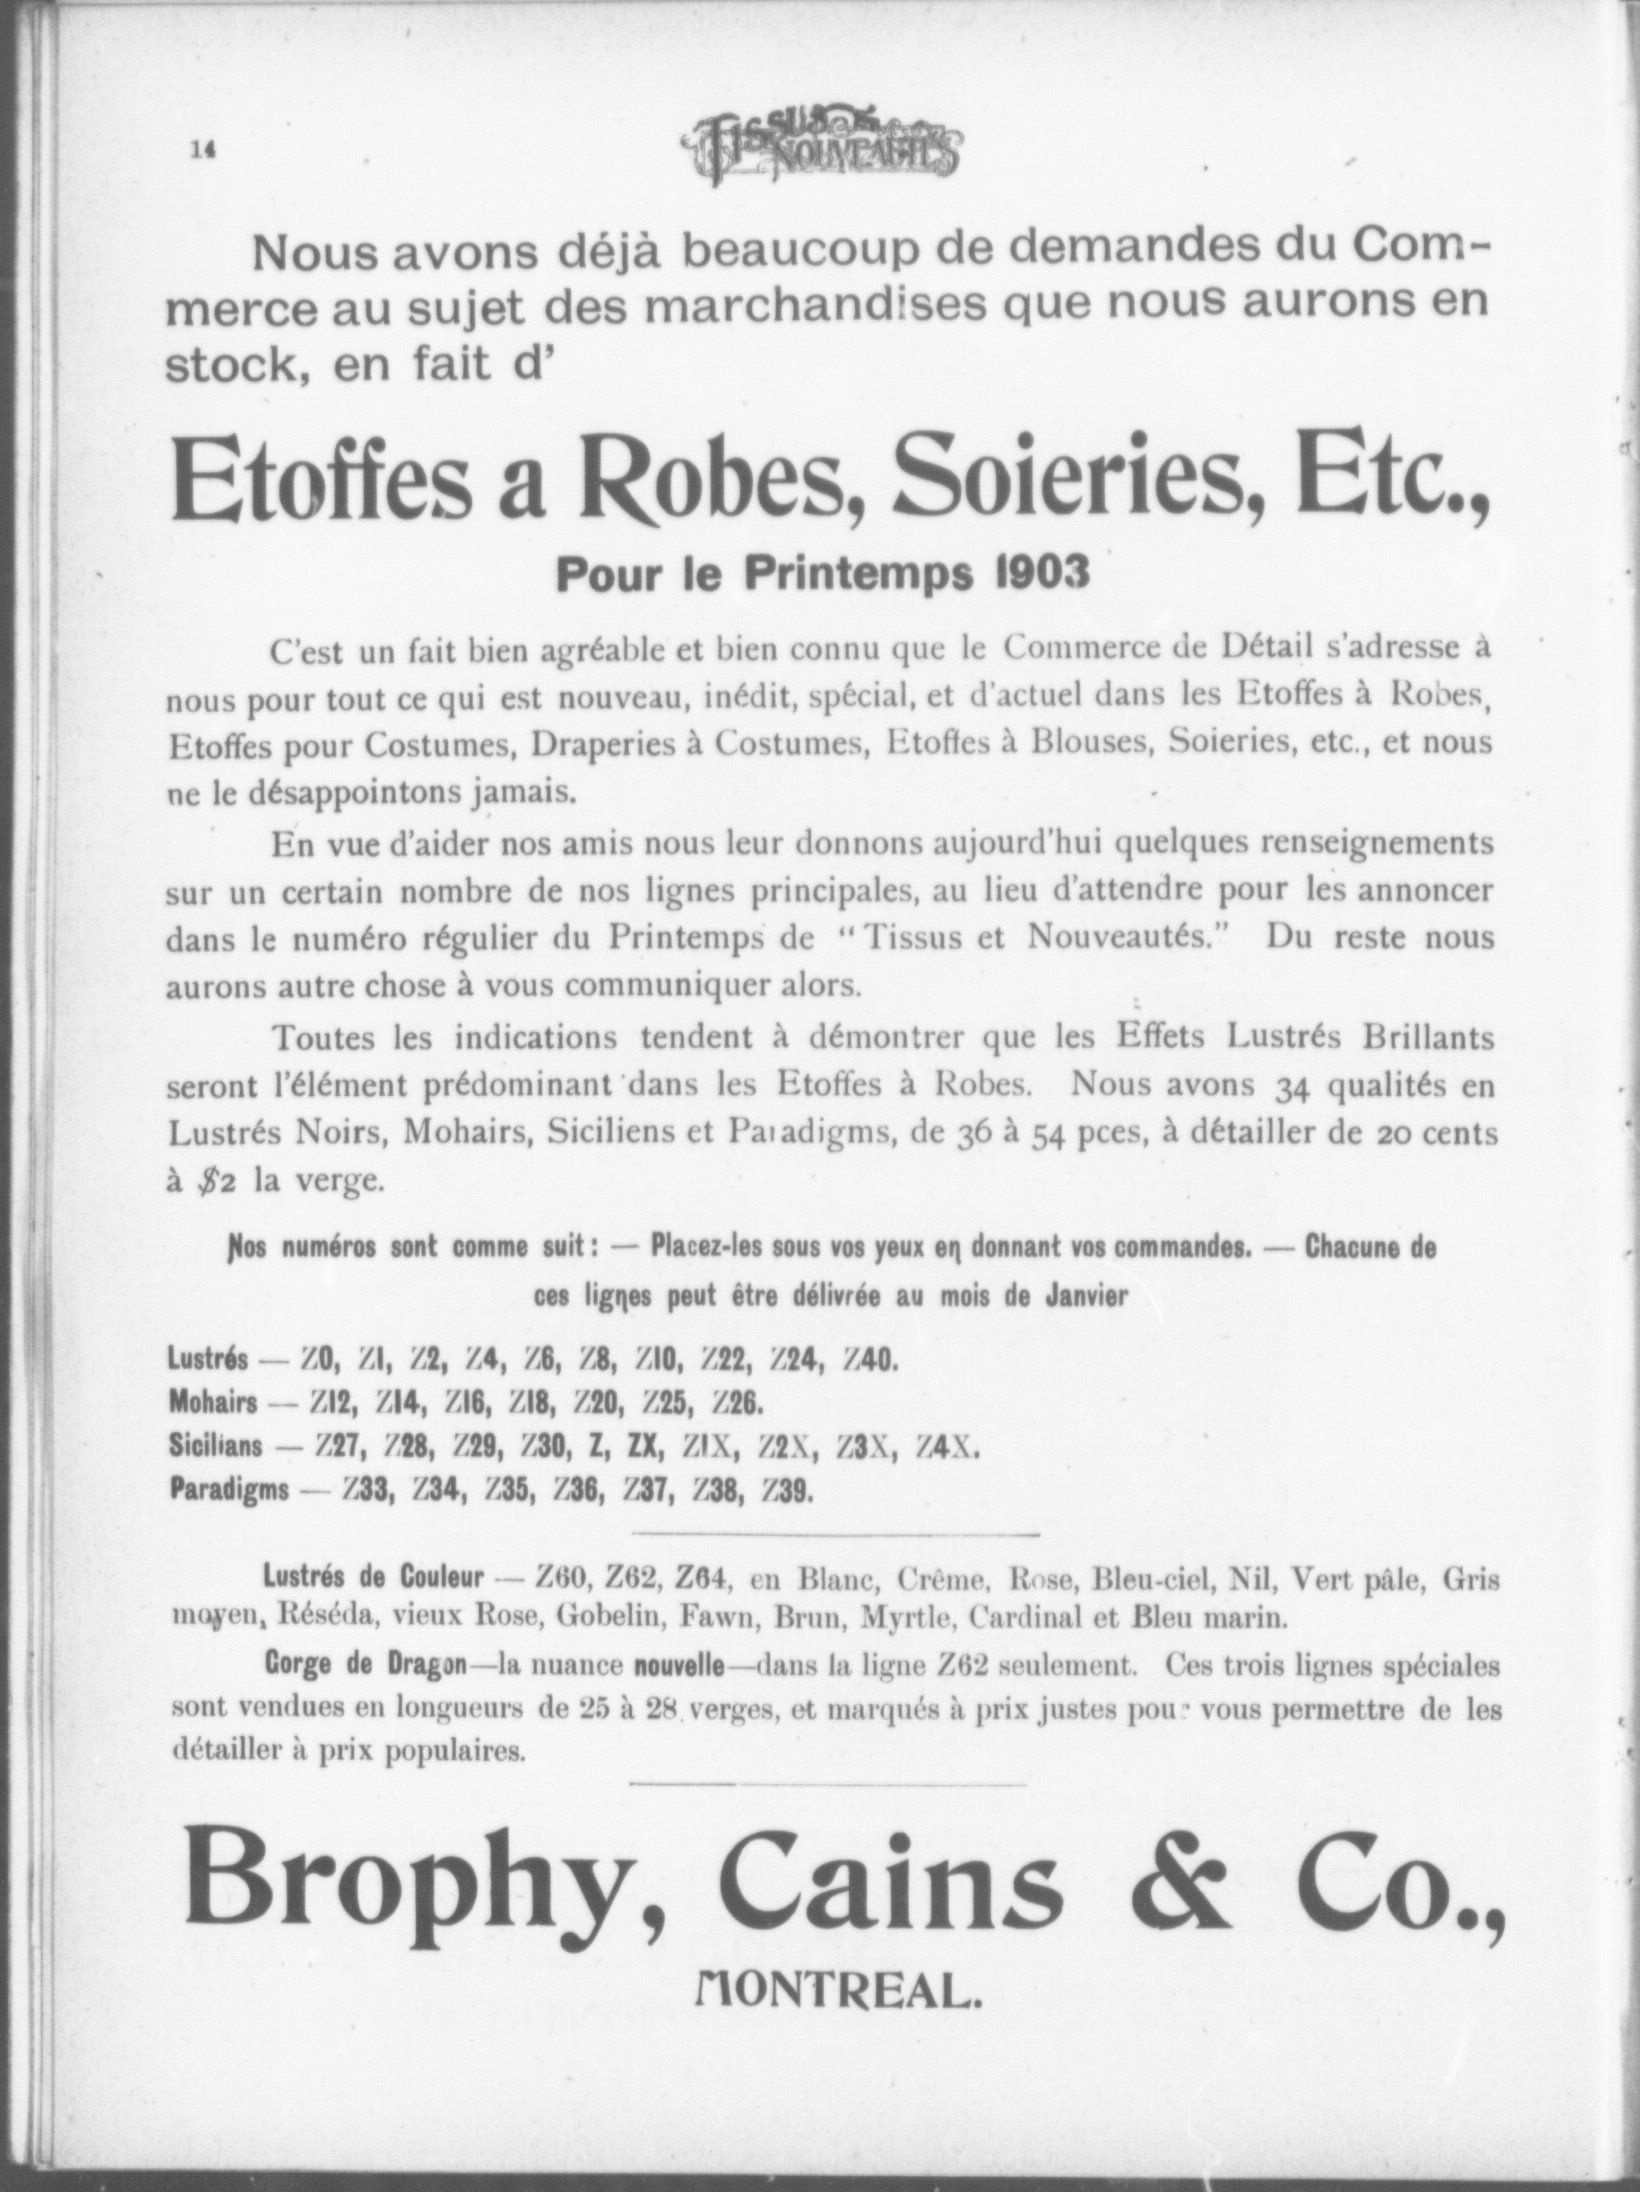 14
TISSUS & NOUVEAUTÉS
Nous avons déjà beaucoup de demandes du Com-
merce au sujet des marchandises que nous aurons en
stock, en fait d'
Etoffes a Robes, Soieries, Etc.,
Pour le Printemps 1903
C'est un fait bien agréable et bien connu que le Commerce de Détail s'adresse à
nous pour tout ce qui est nouveau, inédit, spécial, et d'actuel dans les Etoffes à Robes,
Etoffes pour Costumes, Draperies à Costumes, Etoffes à Blouses, Soieries, etc., et nous
ne le désappointons jamais.
En vue d'aider nos amis nous leur donnons aujourd'hui quelques renseignements
sur un certain nombre de nos lignes principales, au lieu d'attendre pour les annoncer
dans le numéro régulier du Printemps de “Tissus et Nouveautés.” Du reste nous
aurons autre chose à vous communiquer alors.
Toutes les indications tendent à démontrer que les Effets Lustrés Brillants
seront l'élément prédominant dans les Etoffes à Robes. Nous avons 34 qualités en
Lustrés Noirs, Mohairs, Siciliens et Paradigms, de 36 à 54 pces, à détailler de 20 cents
à $2 la verge.
Nos numéros sont comme suit : — Placez-les sous vos yeux en donnant vos commandes. — Chacune de
ces lignes peut être délivrée au mois de Janvier
Lustrés — Z0, Z1, Z2, Z4, Z6, Z8, Z10, Z22, Z24, Z40.
Mohairs — Z12, Z14, Z16, Z18, Z20, Z25, Z26.
Sicilians — Z27, Z28, Z29, Z30, Z, ZX, Z1X, Z2X, Z3X, Z4X.
Paradigms — Z33, Z34, Z35, Z36, Z37, Z38, Z39.
Lustrés de Couleur — Z60, Z62, Z64, en Blanc, Crême, Rose, Bleu-ciel, Nil, Vert pâle, Gris
moyen, Réséda, vieux Rose, Gobelin, Fawn, Brun, Myrtle, Cardinal et Bleu marin.
Gorge de Dragon—la nuance nouvelle—dans la ligne Z62 seulement. Ces trois lignes spéciales
sont vendues en longueurs de 25 à 28 verges, et marqués à prix justes pour vous permettre de les
détailler à prix populaires.
Brophy, Cains & Co.,
MONTREAL.